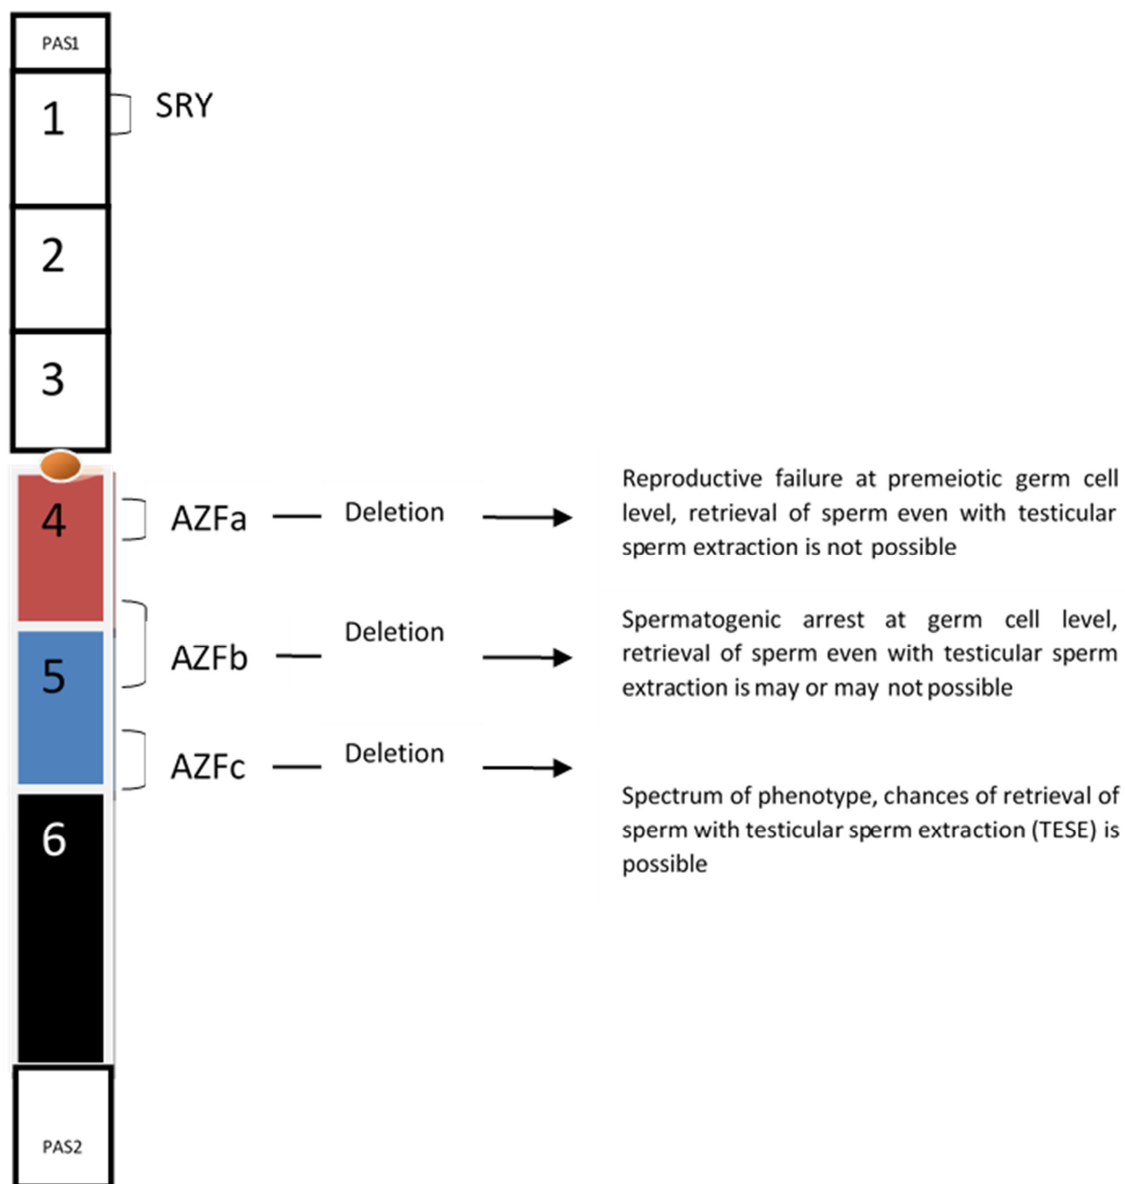 PAS1
1
SRY
2
3
4
AZFa
Deletion
Reproductive failure at premeiotic germ cell
level, retrieval of sperm even with testicular
sperm extraction is not possible
5
AZFb
Deletion
Spermatogenic arrest at germ cell level,
retrieval of sperm even with testicular sperm
extraction is may or may not possible
AZFc
Deletion
Spectrum of phenotype, chances of retrieval of
sperm with testicular sperm extraction (TESE) is
possible
6
PAS2